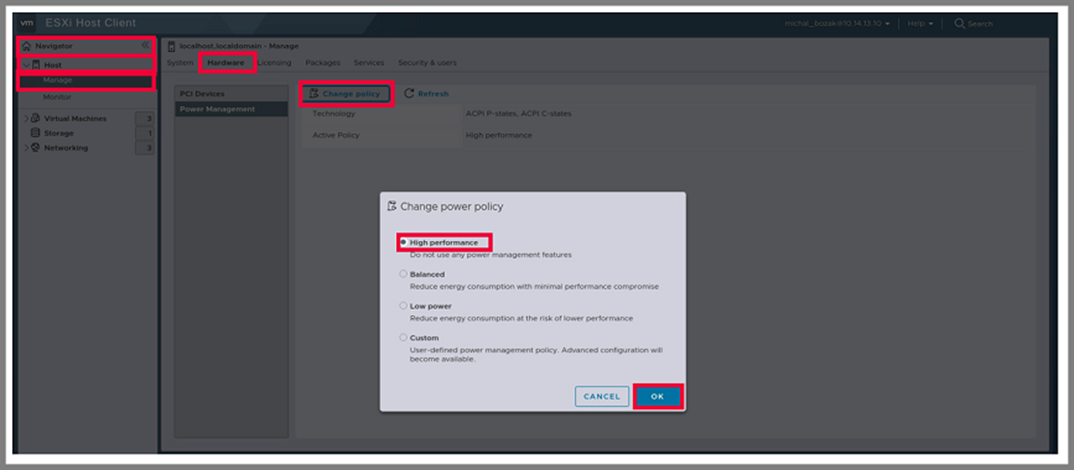 vm ESXi Host Client
michal_bozak@10.14.13.10 Help Search
Navigator
Host
Manage
Monitor
Virtual Machines 3
Storage 1
Networking 3
localhost.localdomain - Manage
System Hardware Licensing Packages Services Security & users
PCI Devices
Power Management
Change policy Refresh
Technology ACPI P-states, ACPI C-states
Active Policy High performance
Change power policy
High performance
Do not use any power management features
Balanced
Reduce energy consumption with minimal performance compromise
Low power
Reduce energy consumption at the risk of lower performance
Custom
User-defined power management policy. Advanced configuration will
become available.
CANCEL OK